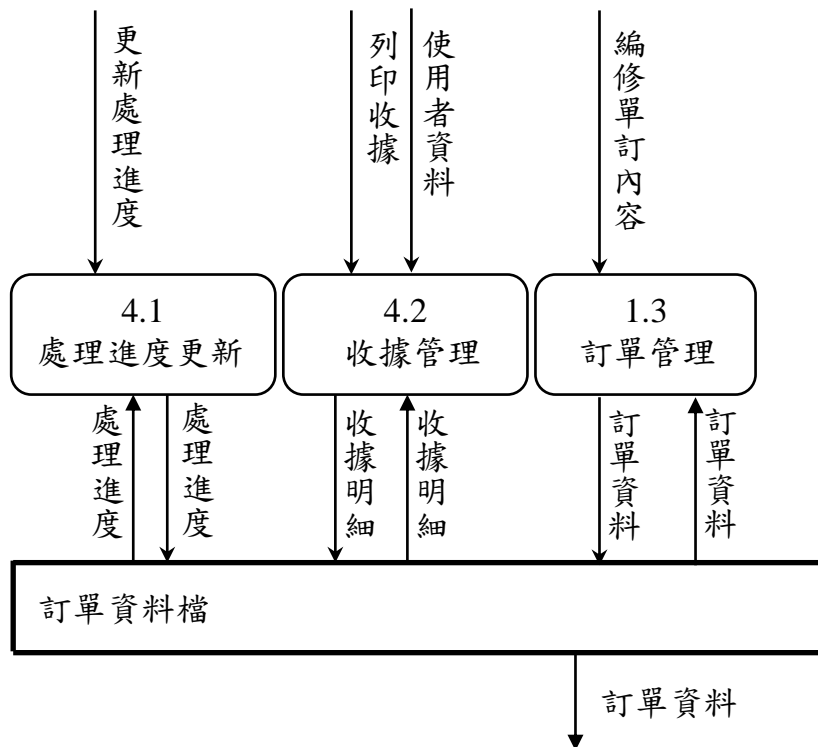 更新處理進度
列印收據
使用者資料
編修單訂內容
4.1
處理進度更新
4.2
收據管理
1.3
訂單管理
處理進度
處理進度
收據明細
收據明細
訂單資料
訂單資料
訂單資料檔
訂單資料